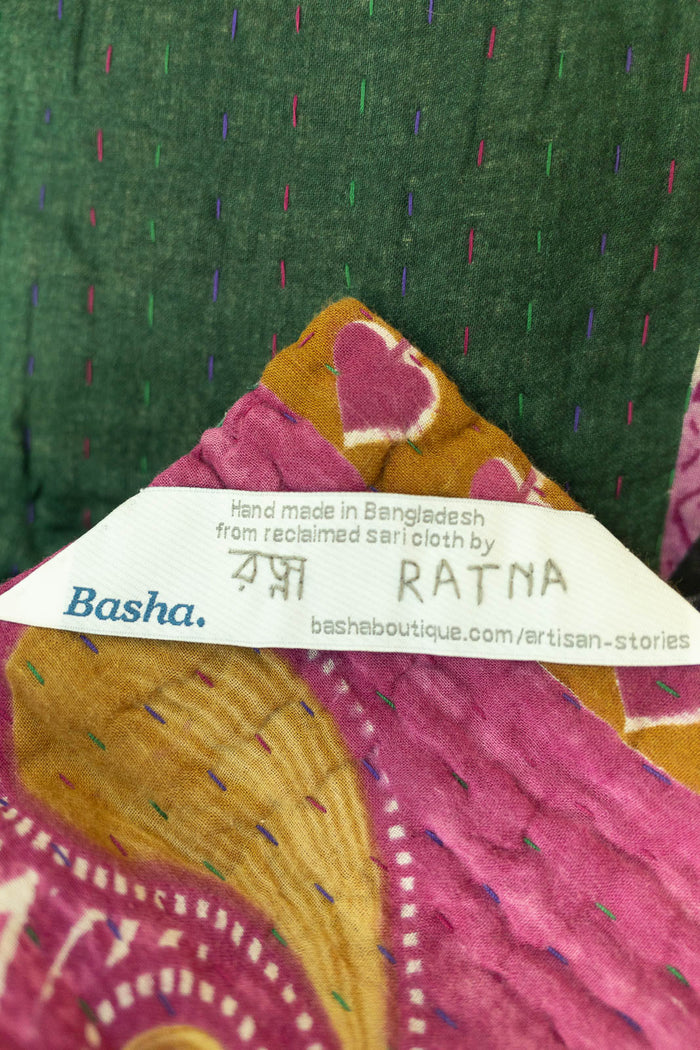 Hand made in Bangladesh
from reclaimed sari cloth by
রত্না RATNA
Basha.
bashaboutique.com/artisan-stories